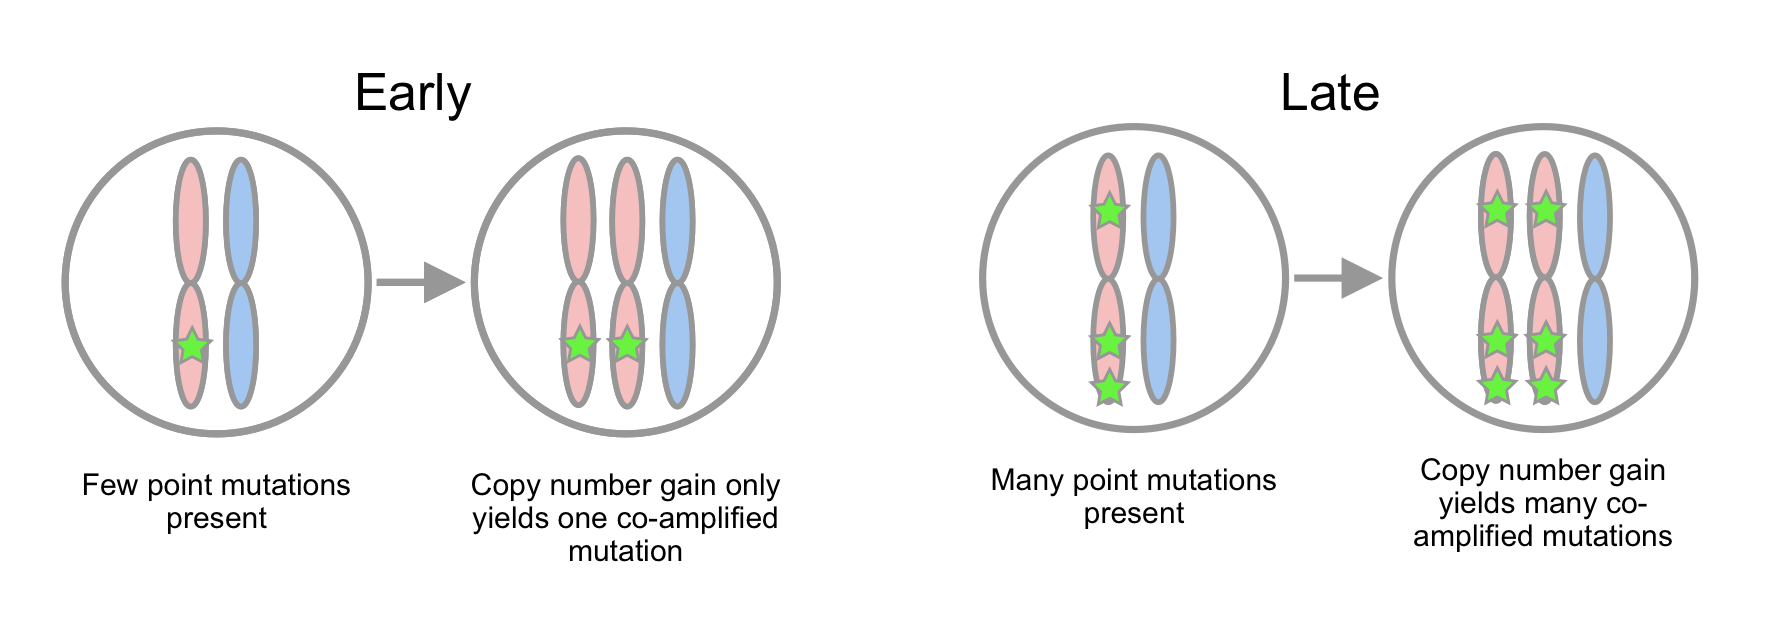 Early
Few point mutations
present
Copy number gain only
yields one co-amplified
mutation
Late
Many point mutations
present
Copy number gain
yields many co-
amplified mutations